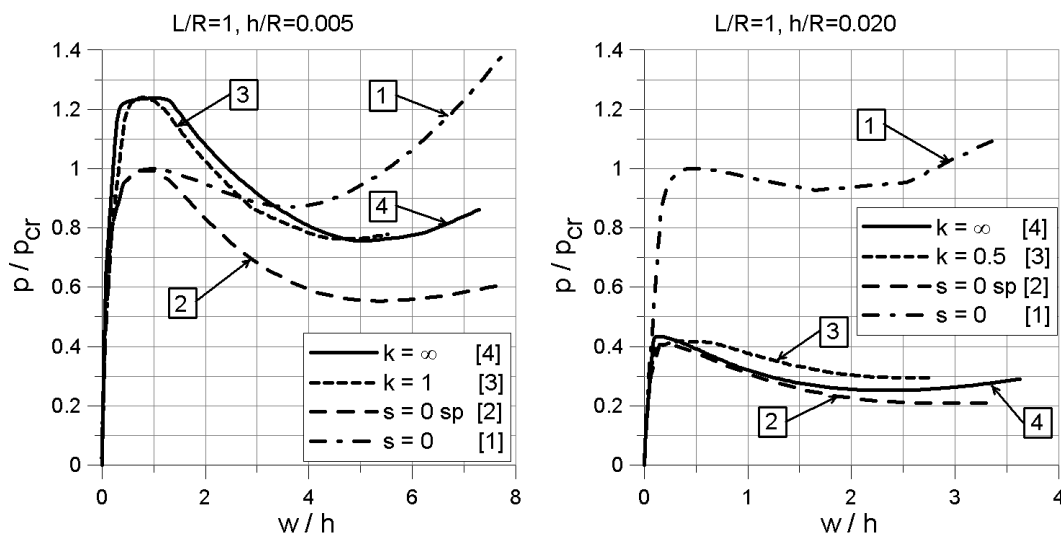 L/R=1, h/R=0.005
1.4
1.2
1
0.8
0.6
0.4
0.2
0
0 2 4 6 8
p / pcr
w / h
1
3
4
2
k = ∞ [4]
k = 1 [3]
s = 0 sp [2]
s = 0 [1]
L/R=1, h/R=0.020
1.4
1.2
1
0.8
0.6
0.4
0.2
0
0 1 2 3 4
p / pcr
w / h
1
3
2
4
k = ∞ [4]
k = 0.5 [3]
s = 0 sp [2]
s = 0 [1]